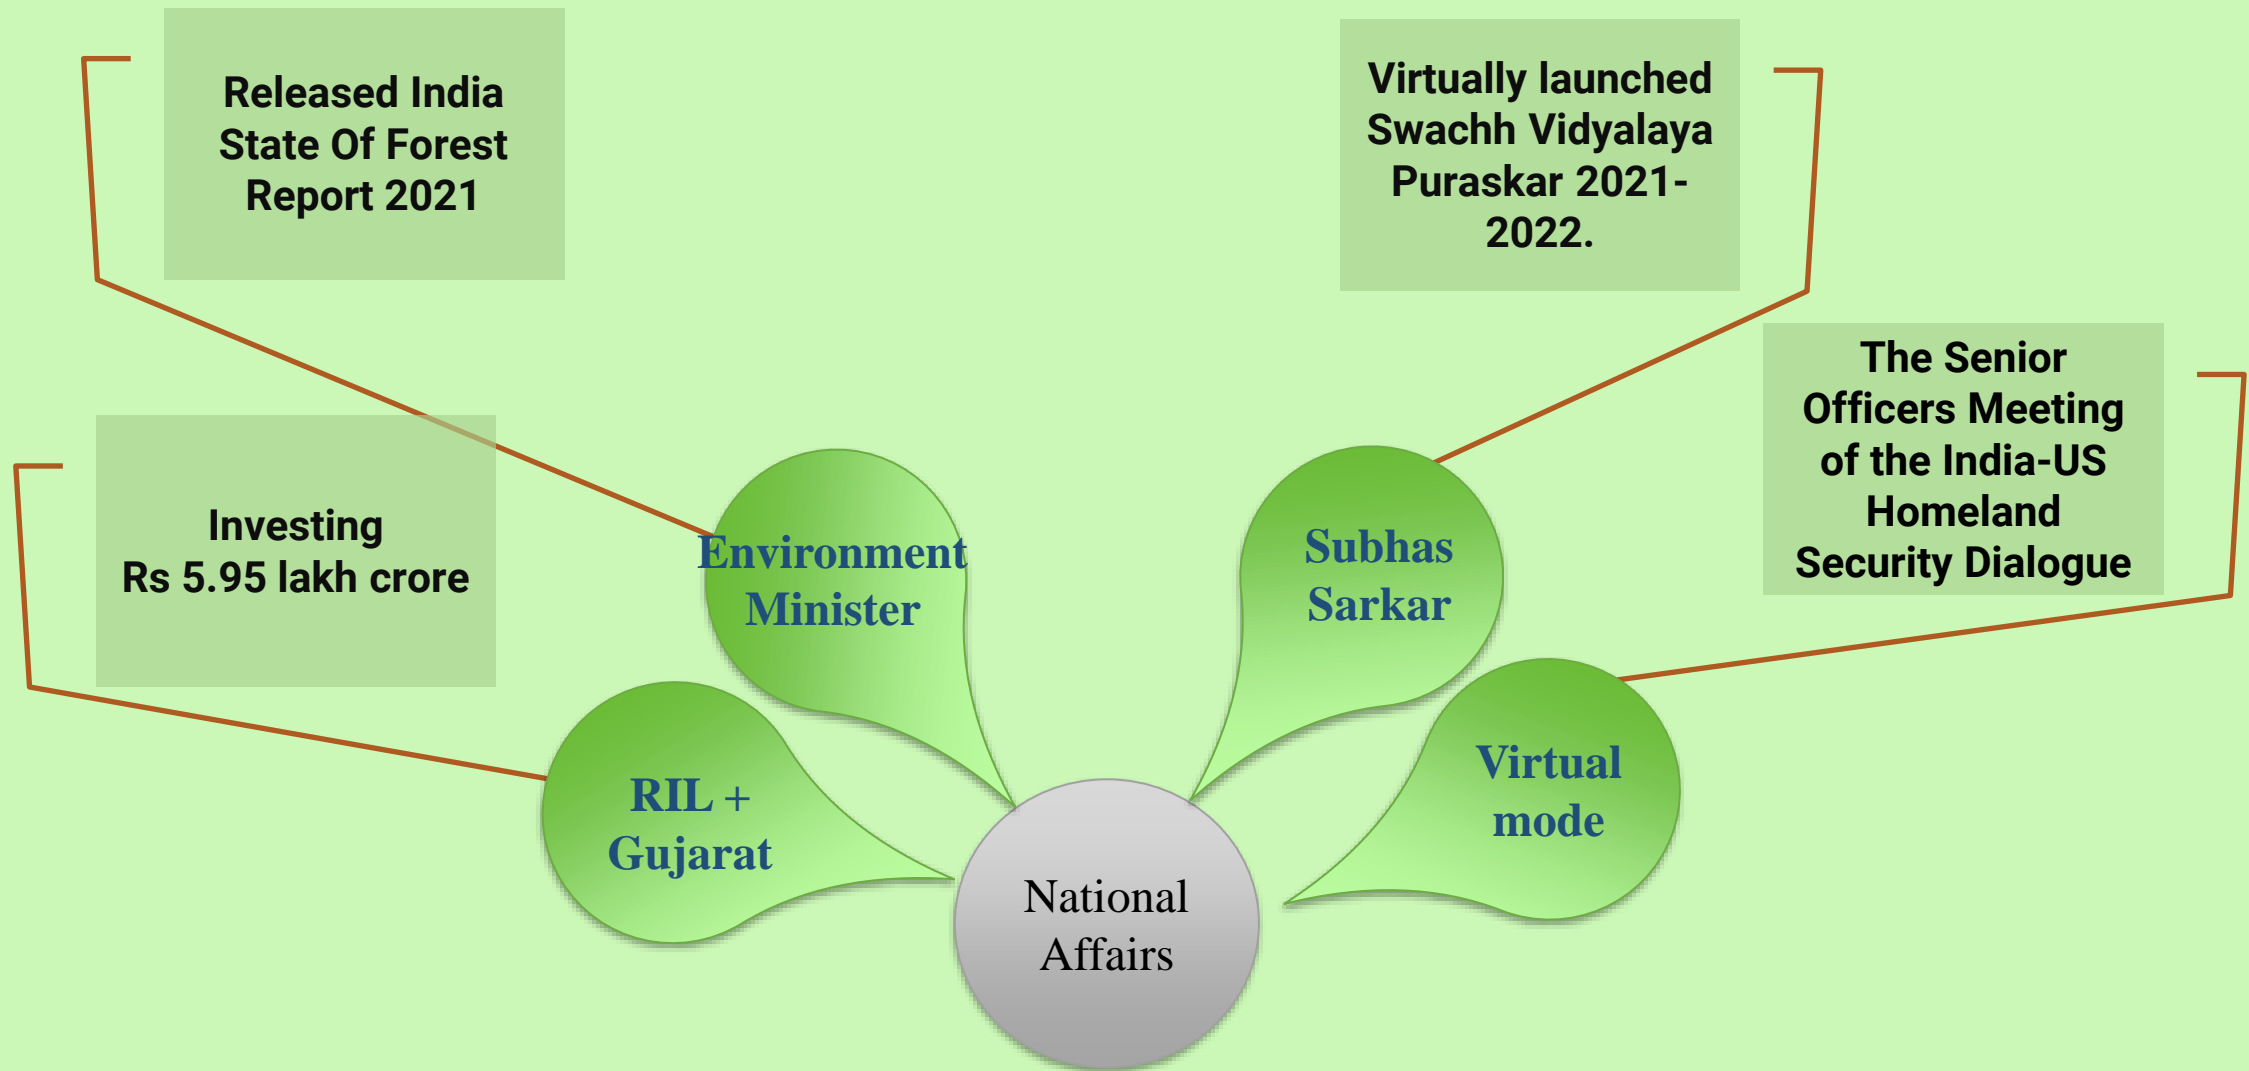 Released India
State Of Forest
Report 2021
Virtually launched
Swachh Vidyalaya
Puraskar 2021-
2022.
The Senior
Officers Meeting
of the India-US
Homeland
Security Dialogue
Investing
Rs 5.95 lakh crore
Environment
Minister
Subhas
Sarkar
RIL +
Gujarat
Virtual
mode
National
Affairs